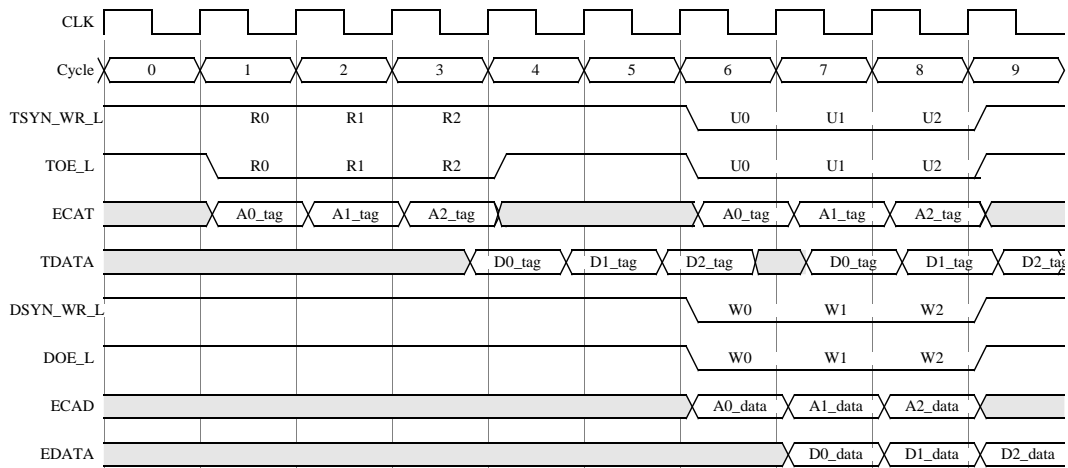 CLK
Cycle 0 1 2 3 4 5 6 7 8 9
TSYN_WR_L R0 R1 R2 U0 U1 U2
TOE_L R0 R1 R2 U0 U1 U2
ECAT A0_tag A1_tag A2_tag A0_tag A1_tag A2_tag
TDATA D0_tag D1_tag D2_tag D0_tag D1_tag D2_tag
DSYN_WR_L W0 W1 W2
DOE_L W0 W1 W2
ECAD A0_data A1_data A2_data
EDATA D0_data D1_data D2_data